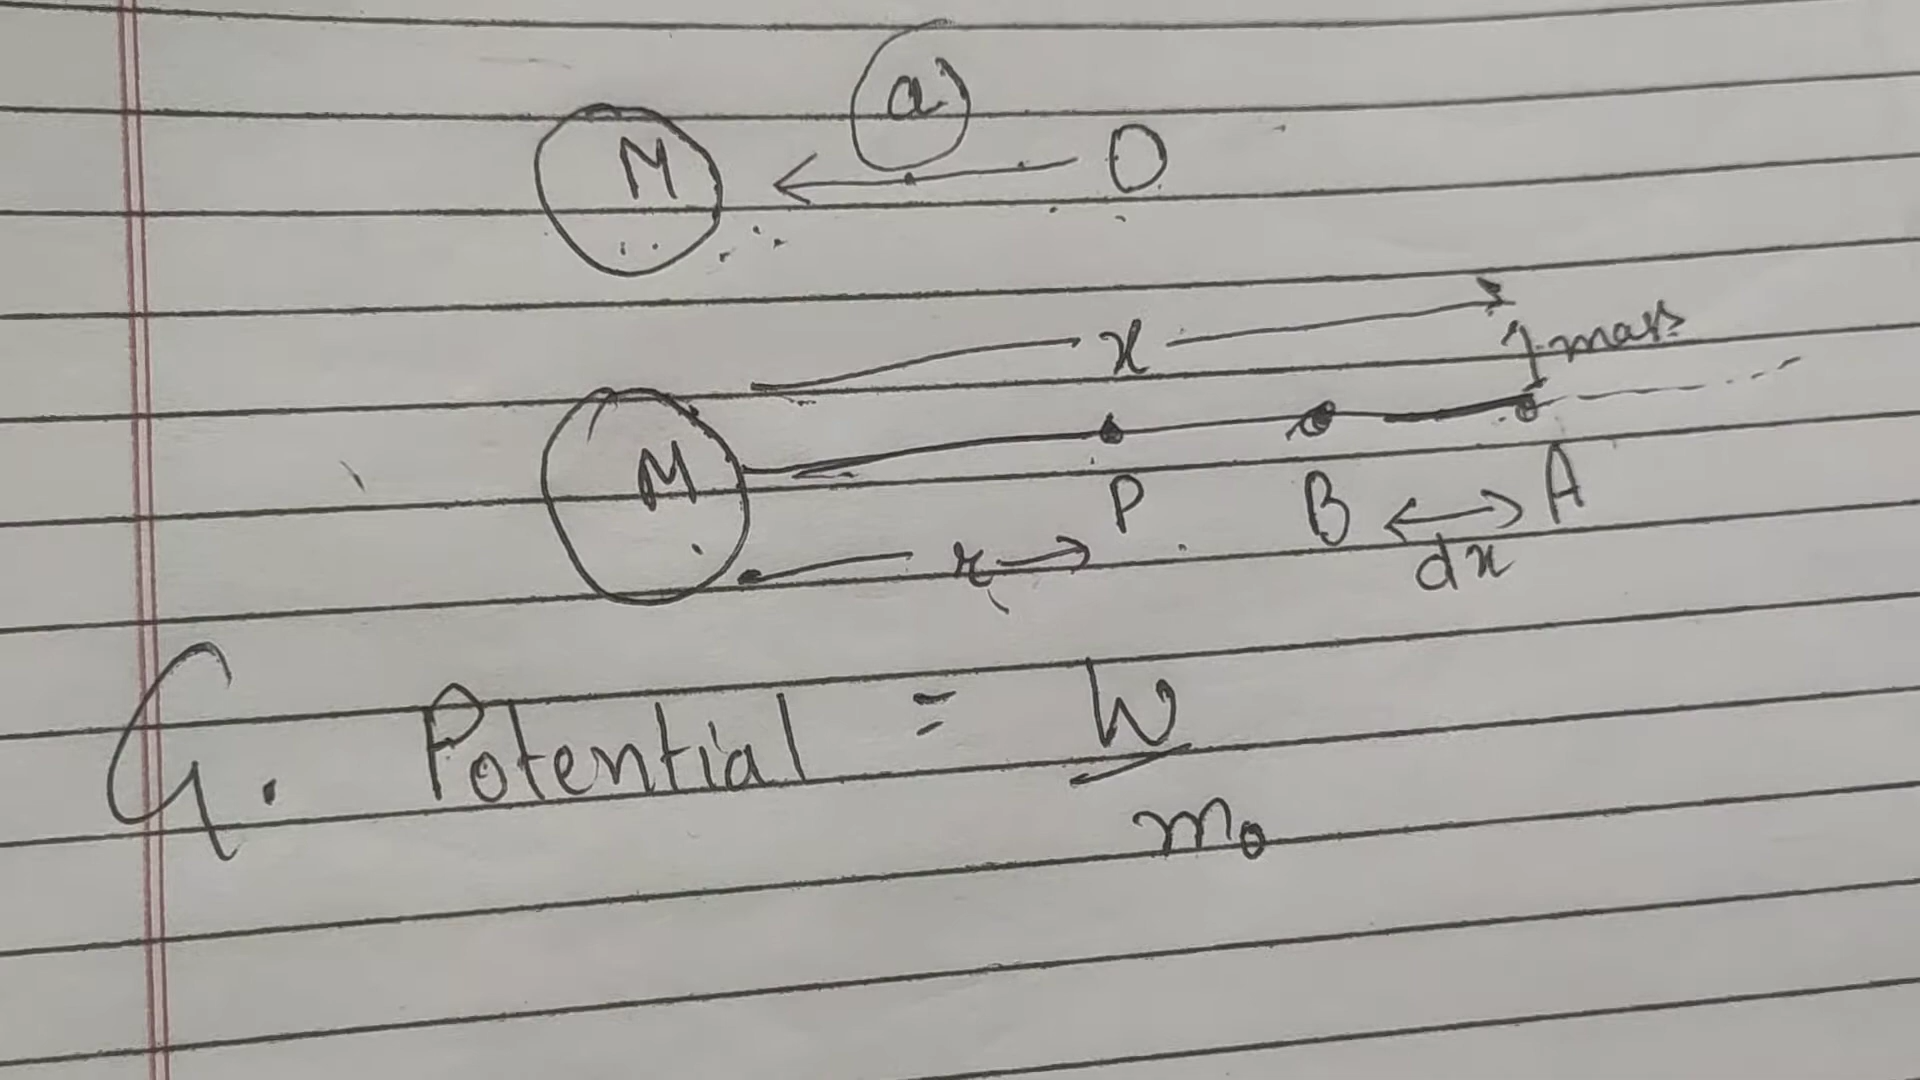 a
M O
x
1 mass
M
P B A
r dx
G. Potential = W
m₀